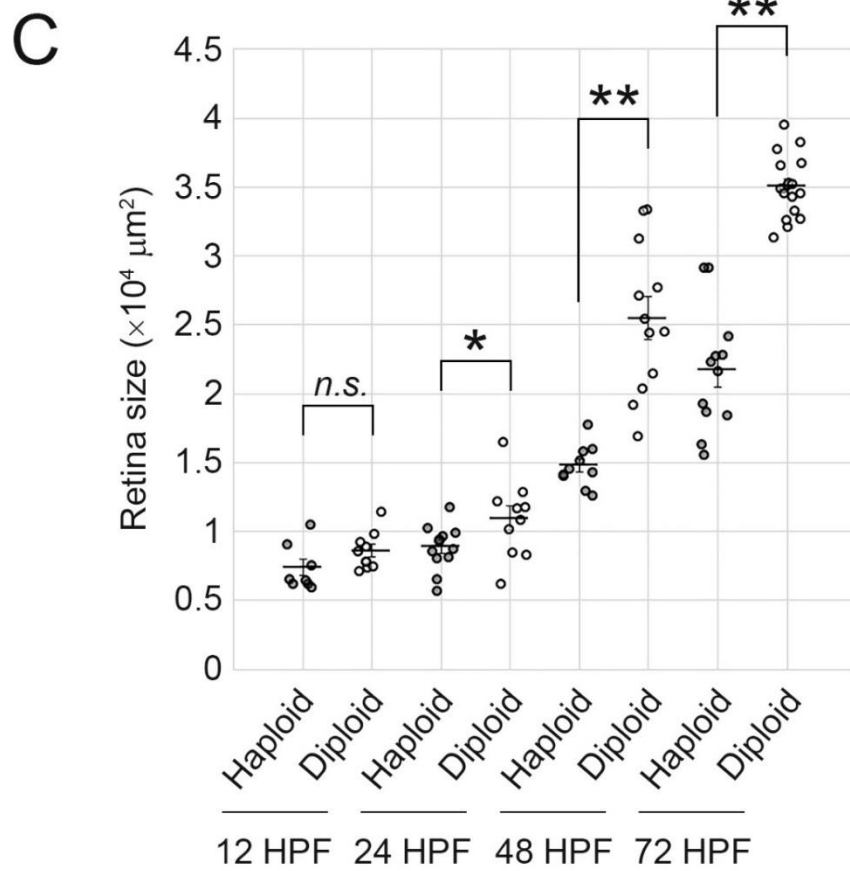 C
Retina size (×10⁴ μm²)
4.5
4
3.5
3
2.5
2
1.5
1
0.5
0
n.s.
*
**
**
Haploid
Diploid
Haploid
Diploid
Haploid
Diploid
Haploid
Diploid
12 HPF
24 HPF
48 HPF
72 HPF